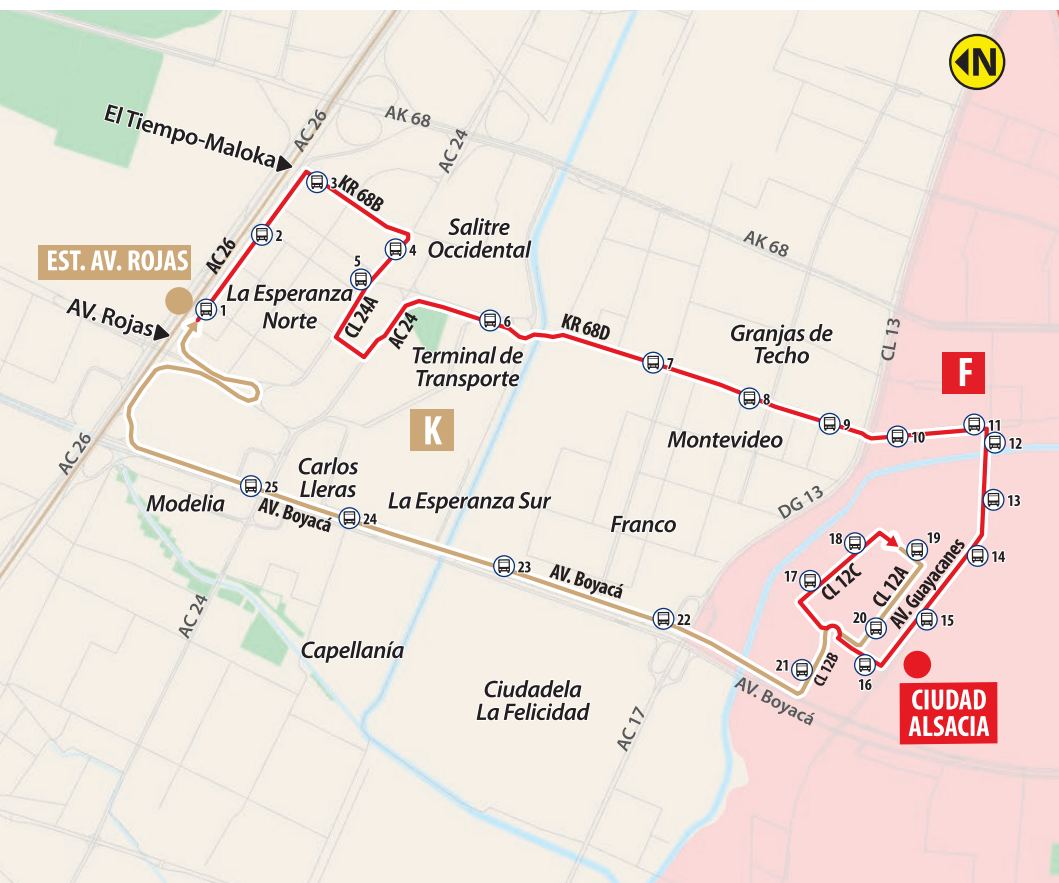 N
El Tiempo-Maloka
AC 26
AK 68
AC 24
3
KR 68B
2
AC26
Salitre
Occidental
4
5
AK 68
EST. AV. ROJAS
La Esperanza
Norte
1
AV. Rojas
CL 24A
AC 24
6
KR 68D
Terminal de
Transporte
7
Granjas de
Techo
CL 13
F
8
9
10
11
12
K
Montevideo
AC 26
Carlos
Lleras
25
Modelia
AV. Boyacá
24
La Esperanza Sur
Franco
DG 13
13
18
19
14
23
AV. Boyacá
17
CL 12C
CL 12A
AV. Guayacanes
AC 24
22
20
15
Capellanía
21
CL 12B
16
Ciudadela
La Felicidad
AV. Boyacá
AC 17
CIUDAD
ALSACIA